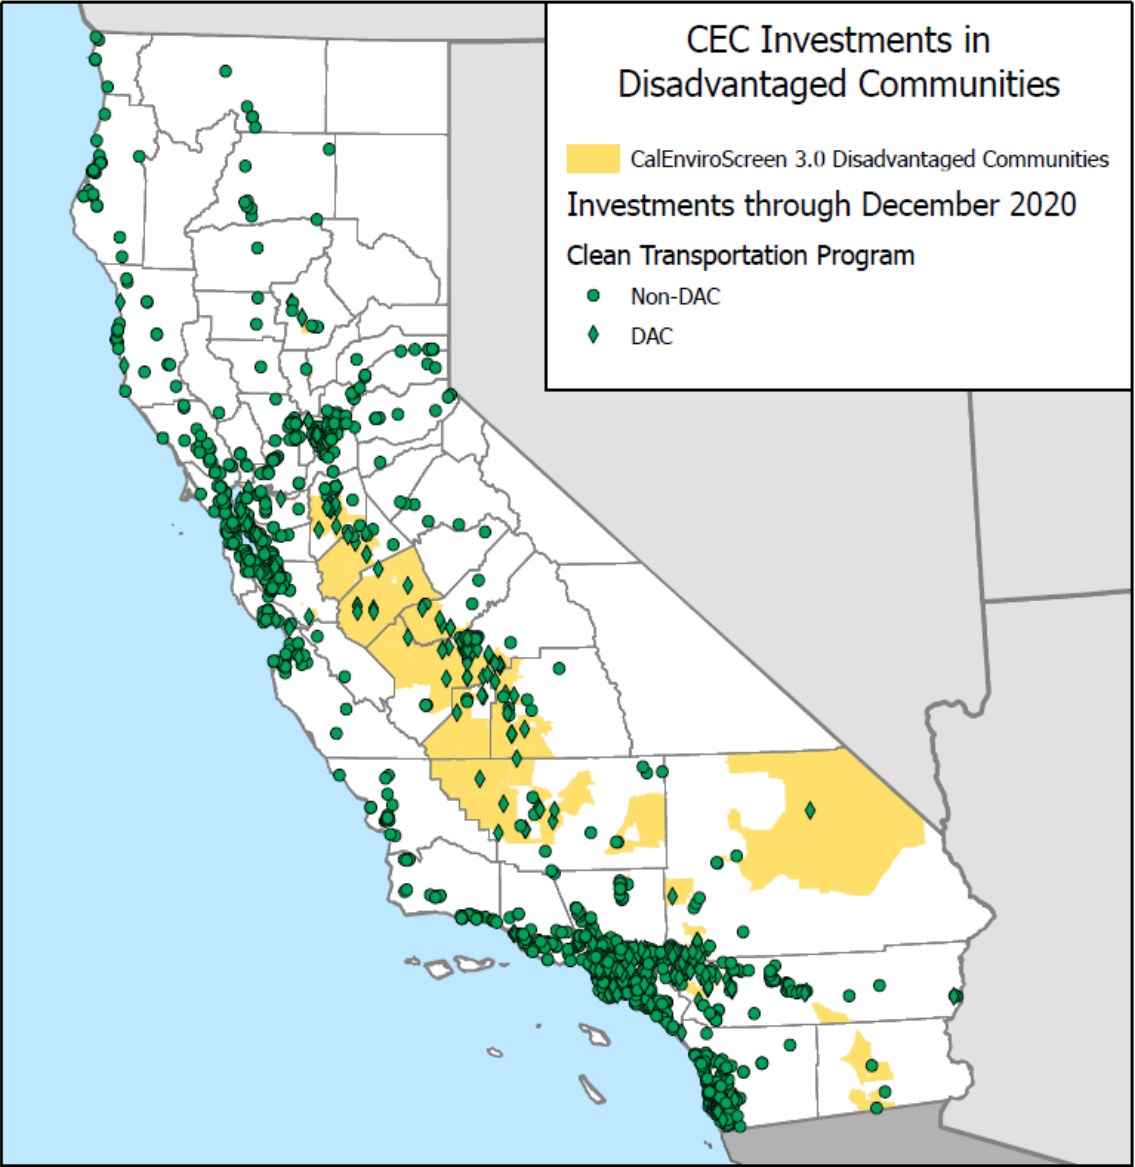 CEC Investments in
Disadvantaged Communities
CalEnviroScreen 3.0 Disadvantaged Communities
Investments through December 2020
Clean Transportation Program
Non-DAC
DAC